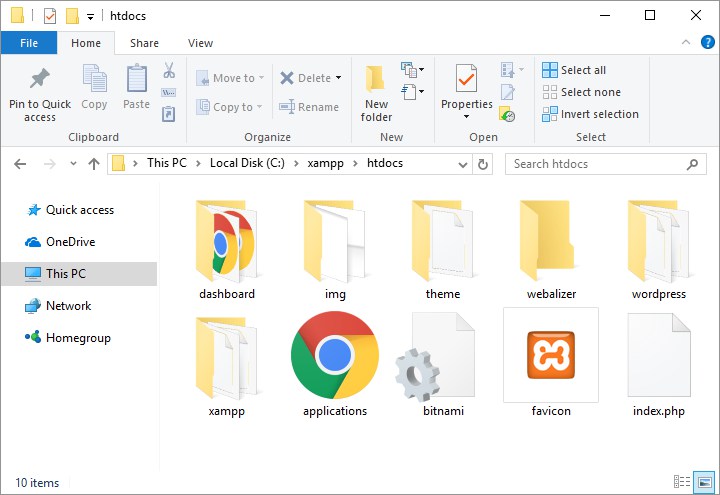 htdocs
File Home Share View
Pin to Quick access
Copy
Paste
Clipboard
Move to
Copy to
Delete
Rename
Organize
New folder
New
Properties
Open
Select all
Select none
Invert selection
Select
This PC > Local Disk (C:) > xampp > htdocs
Search htdocs
Quick access
OneDrive
This PC
Network
Homegroup
dashboard img theme webalizer wordpress
xampp applications bitnami favicon index.php
10 items